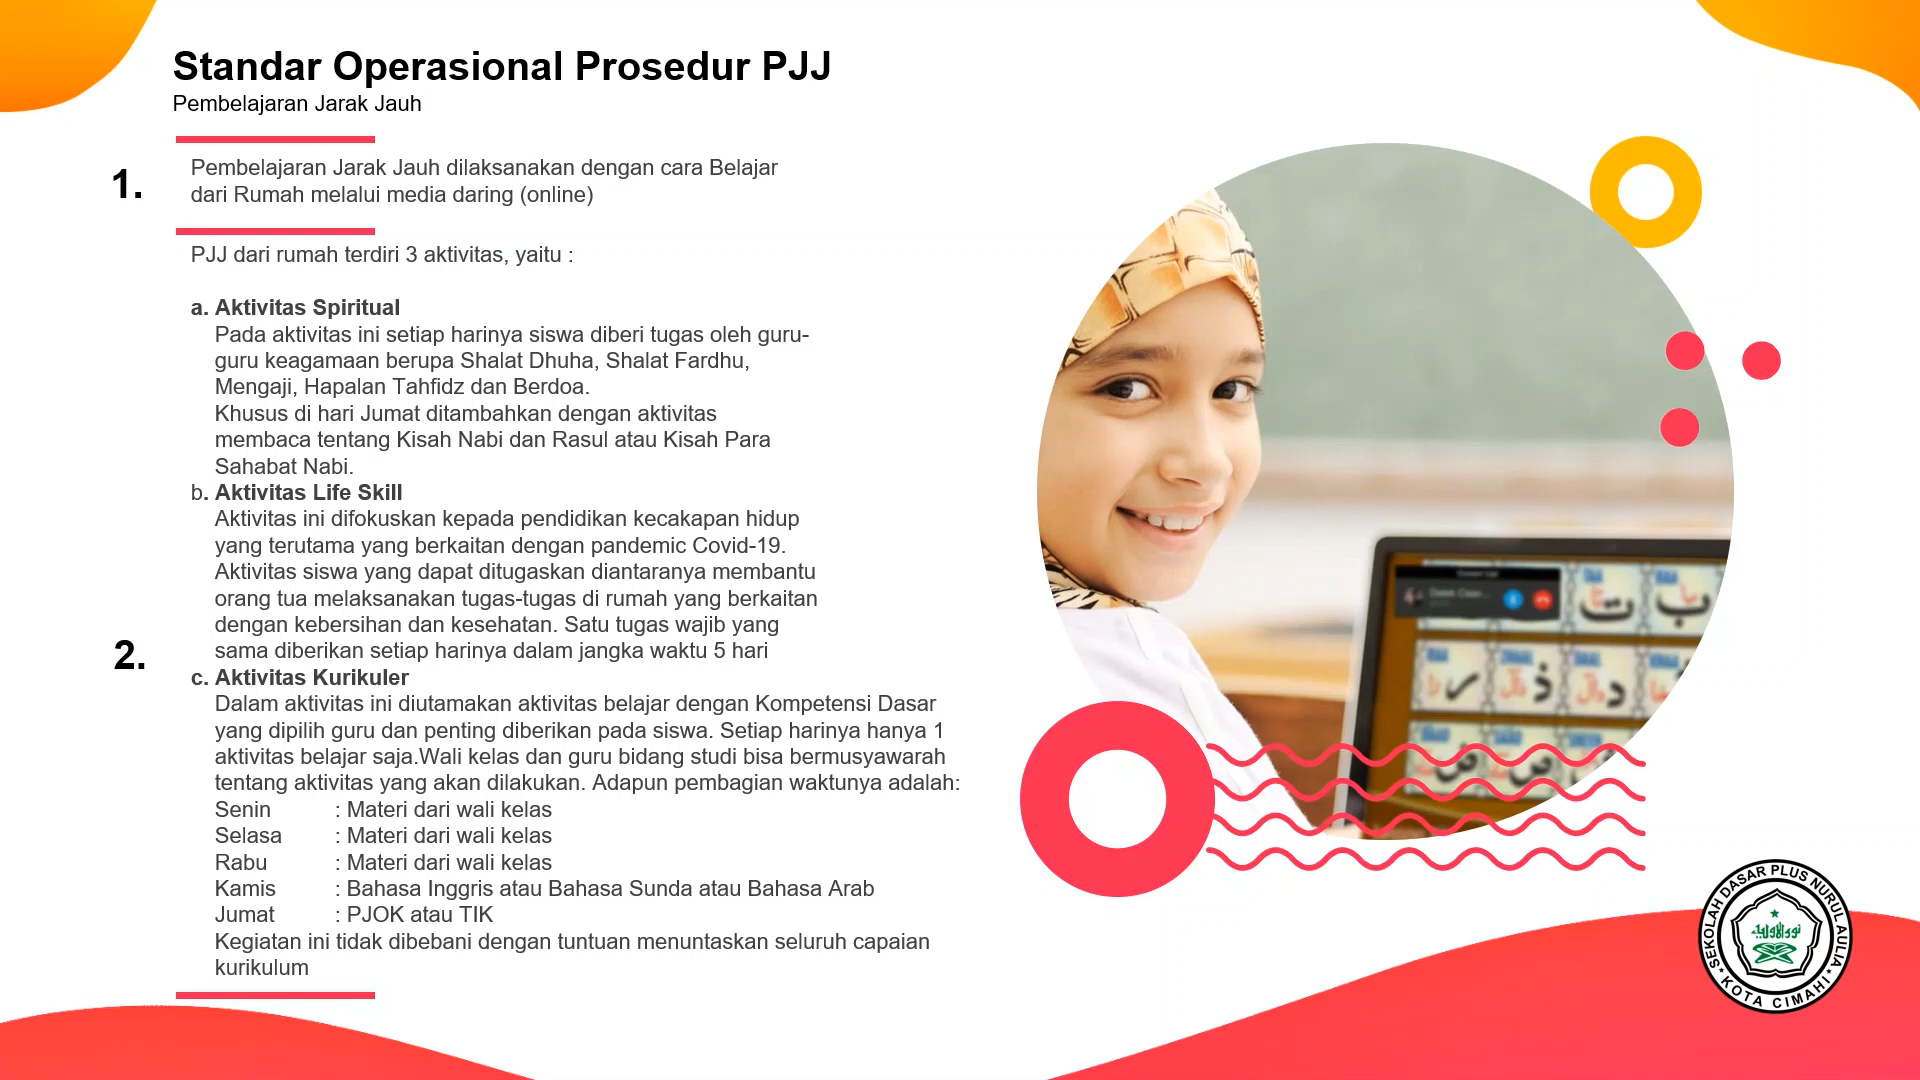 Standar Operasional Prosedur PJJ
Pembelajaran Jarak Jauh
1.
Pembelajaran Jarak Jauh dilaksanakan dengan cara Belajar
dari Rumah melalui media daring (online)
2.
PJJ dari rumah terdiri 3 aktivitas, yaitu :
a. Aktivitas Spiritual
Pada aktivitas ini setiap harinya siswa diberi tugas oleh guru-
guru keagamaan berupa Shalat Dhuha, Shalat Fardhu,
Mengaji, Hapalan Tahfidz dan Berdoa.
Khusus di hari Jumat ditambahkan dengan aktivitas
membaca tentang Kisah Nabi dan Rasul atau Kisah Para
Sahabat Nabi.
b. Aktivitas Life Skill
Aktivitas ini difokuskan kepada pendidikan kecakapan hidup
yang terutama yang berkaitan dengan pandemic Covid-19.
Aktivitas siswa yang dapat ditugaskan diantaranya membantu
orang tua melaksanakan tugas-tugas di rumah yang berkaitan
dengan kebersihan dan kesehatan. Satu tugas wajib yang
sama diberikan setiap harinya dalam jangka waktu 5 hari
c. Aktivitas Kurikuler
Dalam aktivitas ini diutamakan aktivitas belajar dengan Kompetensi Dasar
yang dipilih guru dan penting diberikan pada siswa. Setiap harinya hanya 1
aktivitas belajar saja.Wali kelas dan guru bidang studi bisa bermusyawarah
tentang aktivitas yang akan dilakukan. Adapun pembagian waktunya adalah:
Senin : Materi dari wali kelas
Selasa : Materi dari wali kelas
Rabu : Materi dari wali kelas
Kamis : Bahasa Inggris atau Bahasa Sunda atau Bahasa Arab
Jumat : PJOK atau TIK
Kegiatan ini tidak dibebani dengan tuntuan menuntaskan seluruh capaian
kurikulum
ت
ب
ر
ذ
د
ض
ص
SEKOLAH DASAR PLUS NURUL AULIA
KOTA CIMAHI